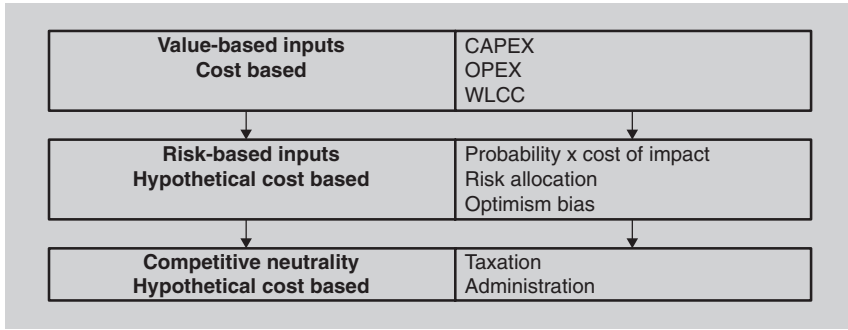 Value-based inputs
Cost based
CAPEX
OPEX
WLCC
Risk-based inputs
Hypothetical cost based
Probability x cost of impact
Risk allocation
Optimism bias
Competitive neutrality
Hypothetical cost based
Taxation
Administration